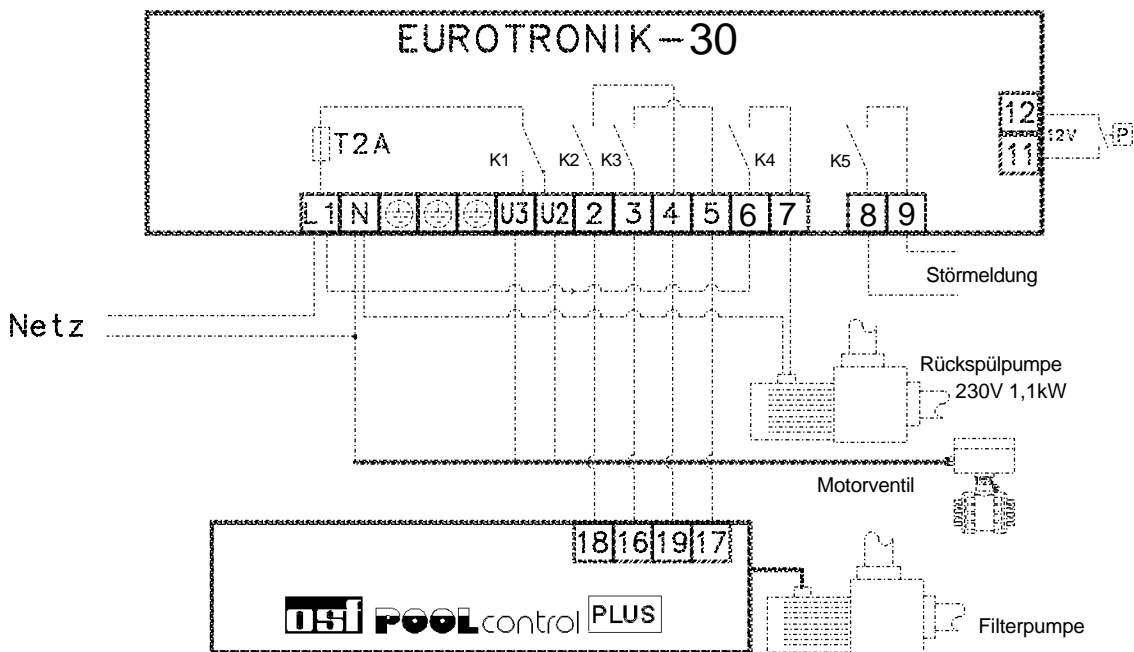 EUROTRONIK-30
T2A
K1
K2
K3
K4
K5
12
11
12V
P
L1 N U3 U2 2 3 4 5 6 7 8 9
Störmeldung
Netz
Rückspülpumpe
230V 1,1kW
Motorventil
18 16 19 17
osf POOLcontrol PLUS
Filterpumpe